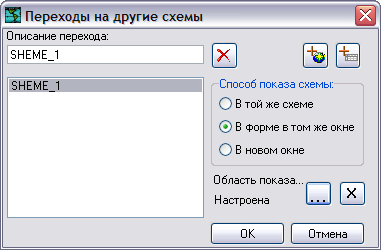 Переходы на другие схемы
Описание перехода:
SHEME_1
SHEME_1
Способ показа схемы:
В той же схеме
В форме в том же окне
В новом окне
Область показа...
Настроена
...
OK
Отмена